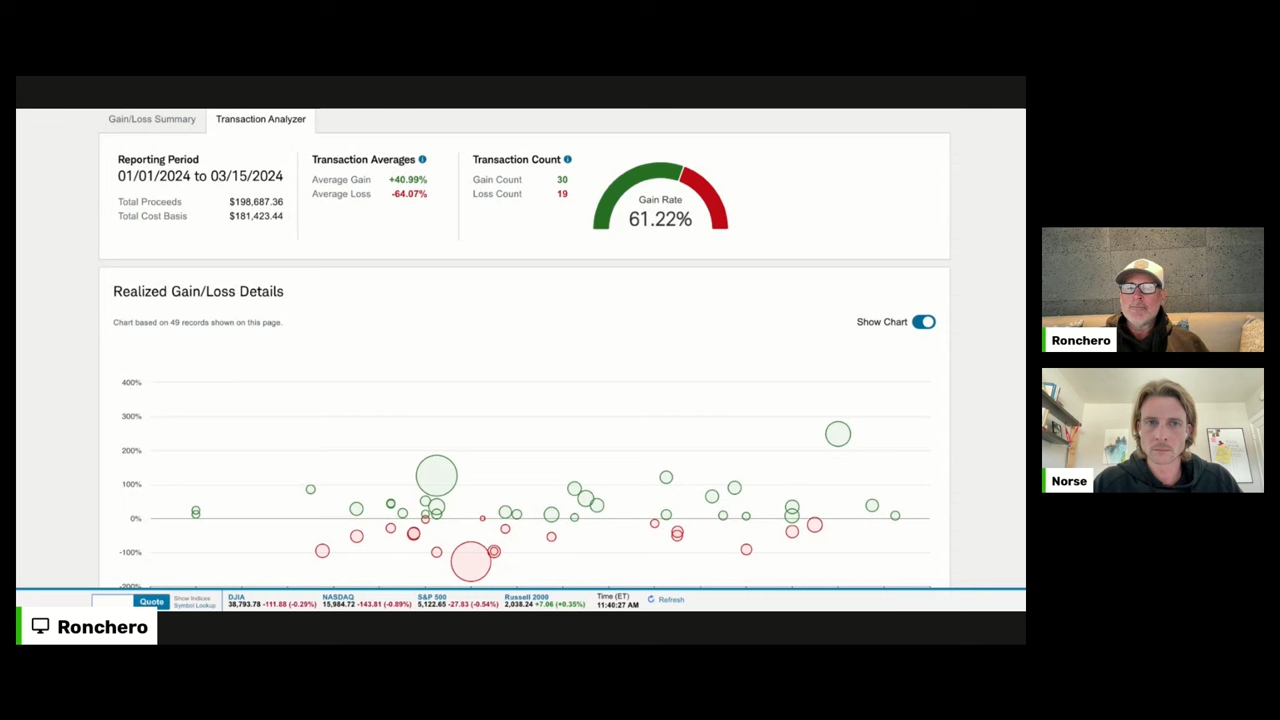 Gain/Loss Summary
Transaction Analyzer
Reporting Period
01/01/2024 to 03/15/2024
Total Proceeds $198,687.36
Total Cost Basis $181,423.44
Transaction Averages
Average Gain +40.99%
Average Loss -64.07%
Transaction Count
Gain Count 30
Loss Count 19
Gain Rate
61.22%
Realized Gain/Loss Details
Chart based on 49 records shown on this page.
Show Chart
400%
300%
200%
100%
0%
-100%
-200%
Quote
Show Indices
Symbol Lookup
DJIA
38,793.78 -111.88 (-0.29%)
NASDAQ
15,984.72 -143.81 (-0.89%)
S&P 500
5,122.65 -27.83 (-0.54%)
Russell 2000
2,038.24 +7.06 (+0.35%)
Time (ET)
11:40:27 AM
Refresh
Ronchero
Ronchero
Norse